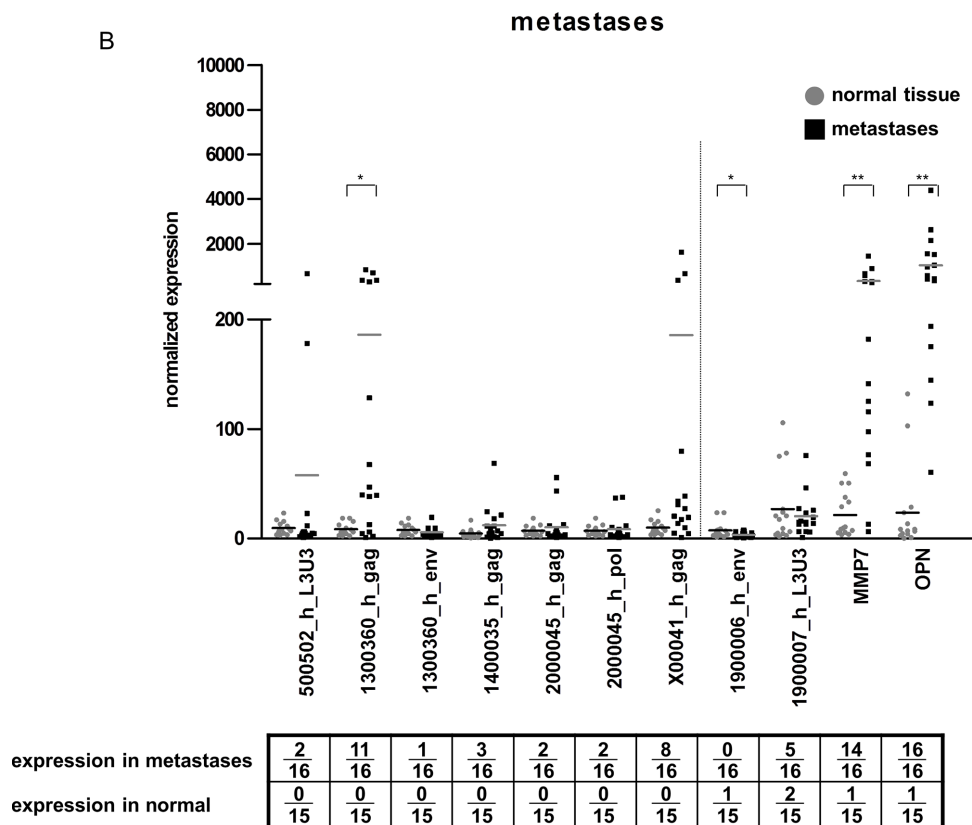 metastases
B
10000
8000
6000
4000
2000
200
100
0
normalized expression
normal tissue
metastases
*
*
**
**
500502_h_L3U3
1300360_h_gag
1300360_h_env
1400035_h_gag
2000045_h_gag
2000045_h_pol
X00041_h_gag
1900006_h_env
1900007_h_L3U3
MMP7
OPN
expression in metastases 2/16 11/16 1/16 3/16 2/16 2/16 8/16 0/16 5/16 14/16 16/16
expression in normal 0/15 0/15 0/15 0/15 0/15 0/15 0/15 1/15 2/15 1/15 1/15